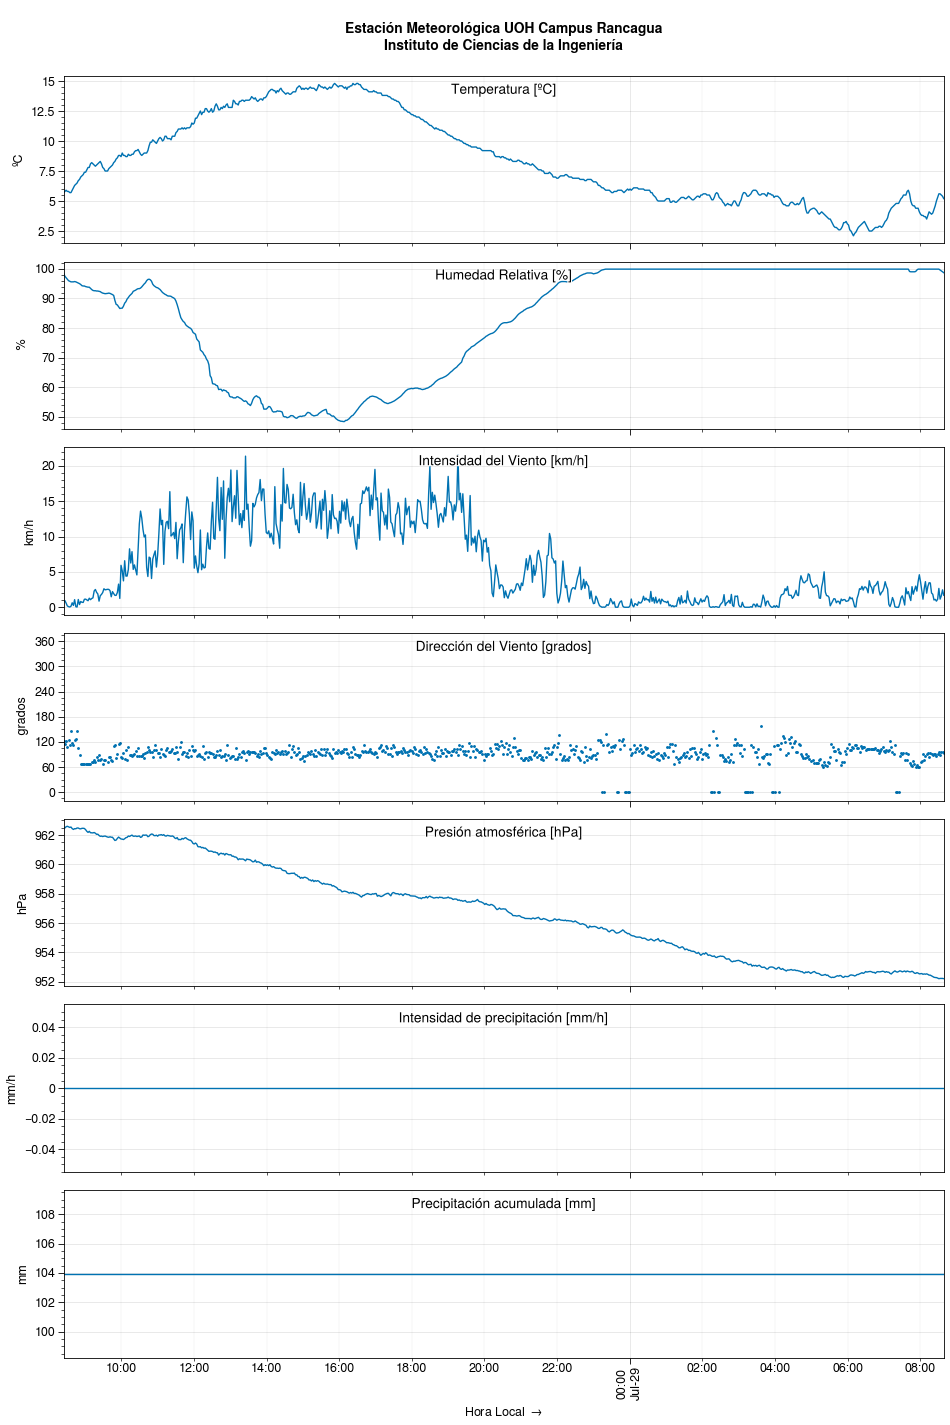 Estación Meteorológica UOH Campus Rancagua
Instituto de Ciencias de la Ingeniería
Temperatura [ºC]
15
12.5
10
7.5
5
2.5
ºC
Humedad Relativa [%]
100
90
80
70
60
50
%
Intensidad del Viento [km/h]
20
15
10
5
0
km/h
Dirección del Viento [grados]
360
300
240
180
120
60
0
grados
Presión atmosférica [hPa]
962
960
958
956
954
952
hPa
Intensidad de precipitación [mm/h]
0.04
0.02
0
−0.02
−0.04
mm/h
Precipitación acumulada [mm]
108
106
104
102
100
mm
10:00 12:00 14:00 16:00 18:00 20:00 22:00 00:00 02:00 04:00 06:00 08:00
Jul-29
Hora Local →